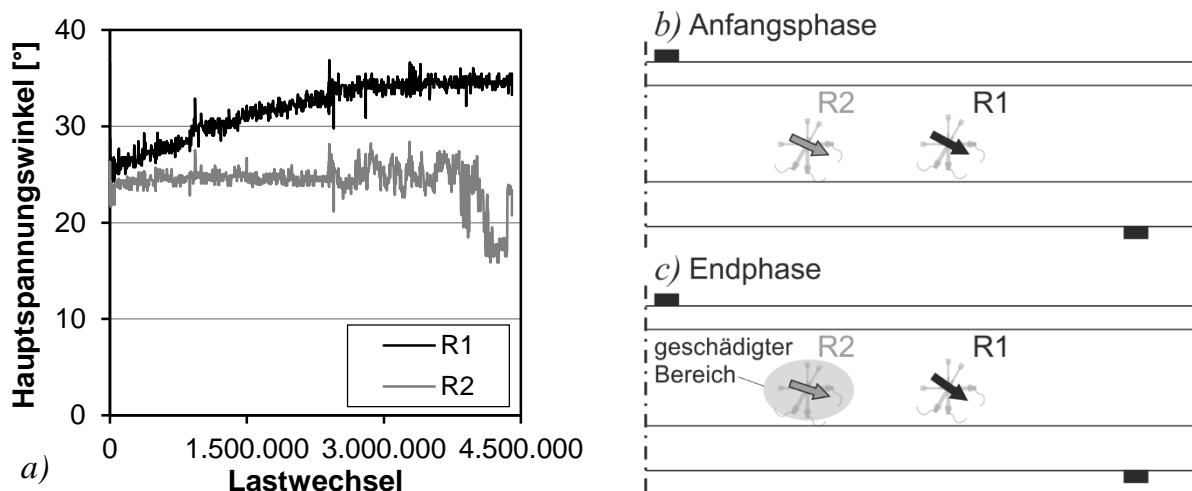 Hauptspannungswinkel [°]
40
30
20
10
0
R1
R2
0
1.500.000
3.000.000
4.500.000
a)
Lastwechsel
b) Anfangsphase
R2
R1
c) Endphase
geschädigter
Bereich
R2
R1